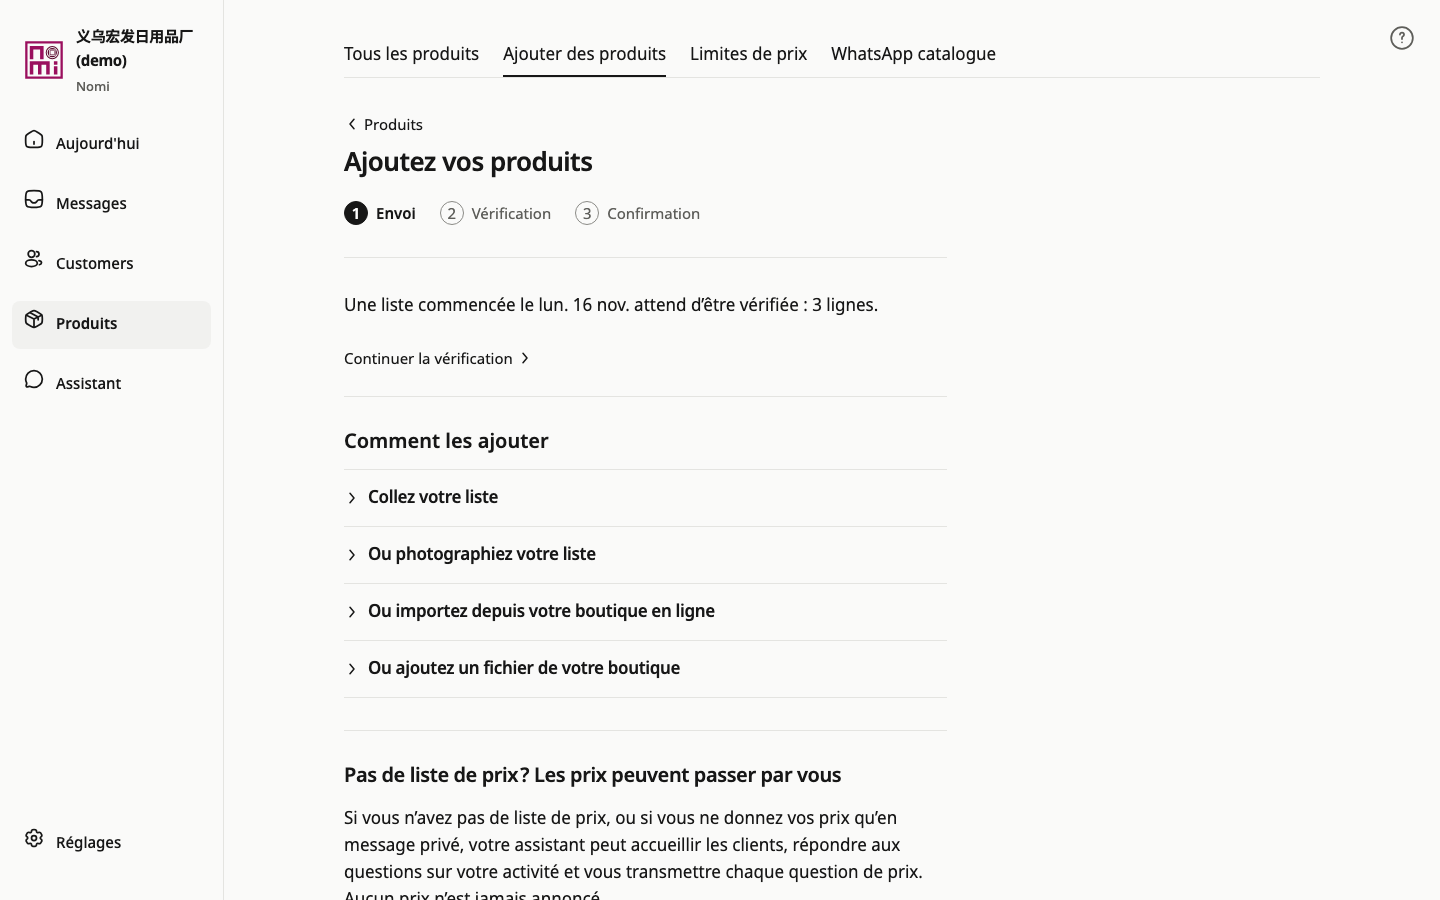 义乌宏发日用品厂
(demo)
Nomi
Aujourd'hui
Messages
Customers
Produits
Assistant
Réglages
Tous les produits
Ajouter des produits
Limites de prix
WhatsApp catalogue
Produits
Ajoutez vos produits
1 Envoi
2 Vérification
3 Confirmation
Une liste commencée le lun. 16 nov. attend d’être vérifiée : 3 lignes.
Continuer la vérification
Comment les ajouter
Collez votre liste
Ou photographiez votre liste
Ou importez depuis votre boutique en ligne
Ou ajoutez un fichier de votre boutique
Pas de liste de prix ? Les prix peuvent passer par vous
Si vous n’avez pas de liste de prix, ou si vous ne donnez vos prix qu’en
message privé, votre assistant peut accueillir les clients, répondre aux
questions sur votre activité et vous transmettre chaque question de prix.
Aucun prix n’est jamais annoncé.